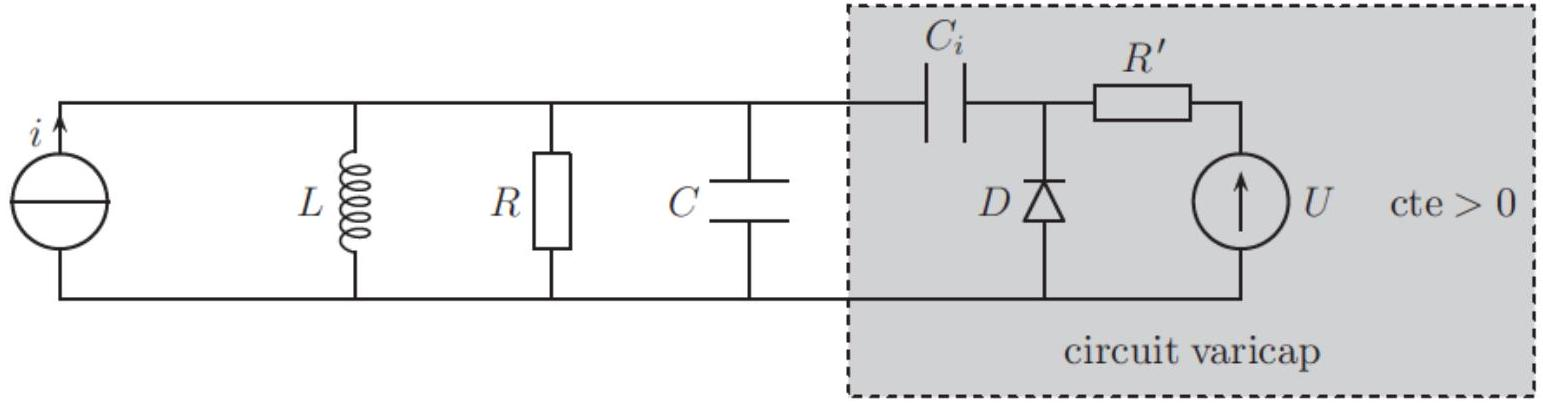 C_i
R'
i
L
R
C
D
U
cte > 0
circuit varicap